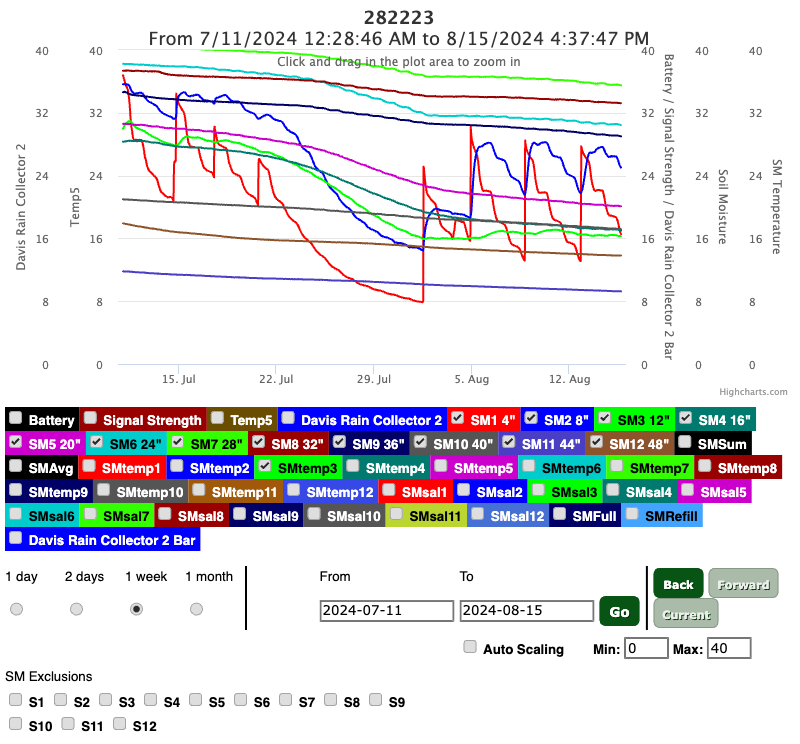 282223
From 7/11/2024 12:28:46 AM to 8/15/2024 4:37:47 PM
Click and drag in the plot area to zoom in
40 40 40 40 40
32 32 32 32 32
24 24 24 24 24
16 16 16 16 16
8 8 8 8 8
0 0 0 0 0
Davis Rain Collector 2
Temp5
Battery / Signal Strength / Davis Rain Collector 2 Bar
Soil Moisture
SM Temperature
15. Jul 22. Jul 29. Jul 5. Aug 12. Aug
Highcharts.com
Battery Signal Strength Temp5 Davis Rain Collector 2 SM1 4" SM2 8" SM3 12" SM4 16"
SM5 20" SM6 24" SM7 28" SM8 32" SM9 36" SM10 40" SM11 44" SM12 48" SMSum
SMAvg SMtemp1 SMtemp2 SMtemp3 SMtemp4 SMtemp5 SMtemp6 SMtemp7 SMtemp8
SMtemp9 SMtemp10 SMtemp11 SMtemp12 SMsal1 SMsal2 SMsal3 SMsal4 SMsal5
SMsal6 SMsal7 SMsal8 SMsal9 SMsal10 SMsal11 SMsal12 SMFull SMRefill
Davis Rain Collector 2 Bar
1 day 2 days 1 week 1 month
From To
2024-07-11 2024-08-15 Go
Back Forward
Current
Auto Scaling Min: 0 Max: 40
SM Exclusions
S1 S2 S3 S4 S5 S6 S7 S8 S9
S10 S11 S12